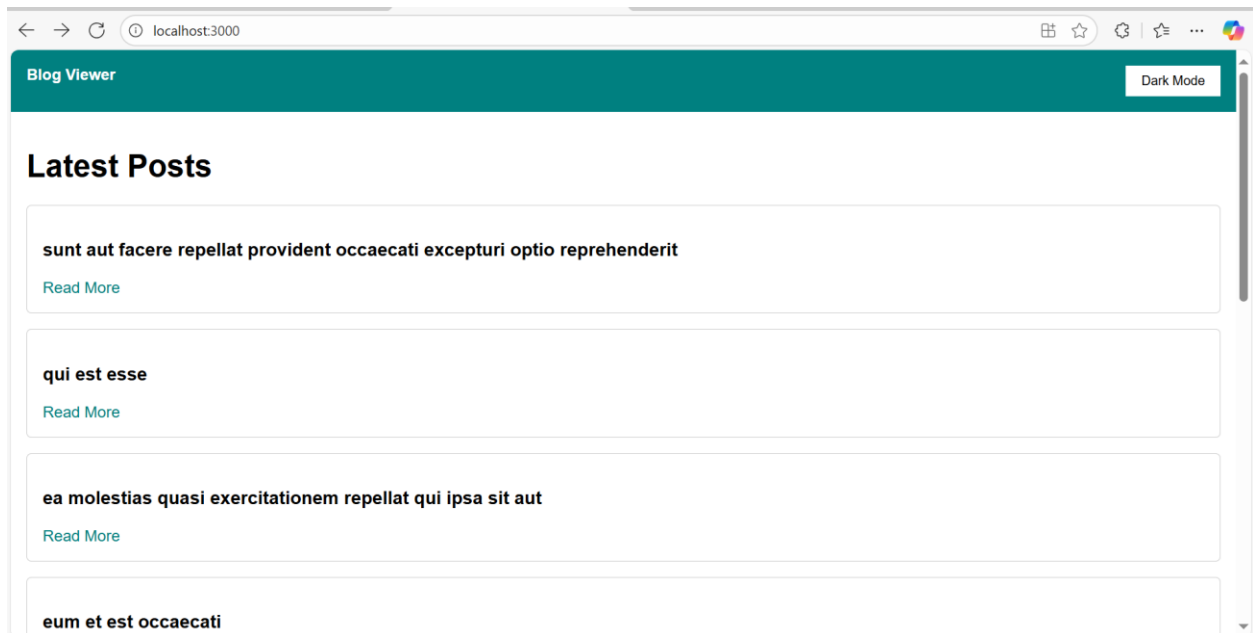 localhost:3000
Blog Viewer
Dark Mode
Latest Posts
sunt aut facere repellat provident occaecati excepturi optio reprehenderit
Read More
qui est esse
Read More
ea molestias quasi exercitationem repellat qui ipsa sit aut
Read More
eum et est occaecati